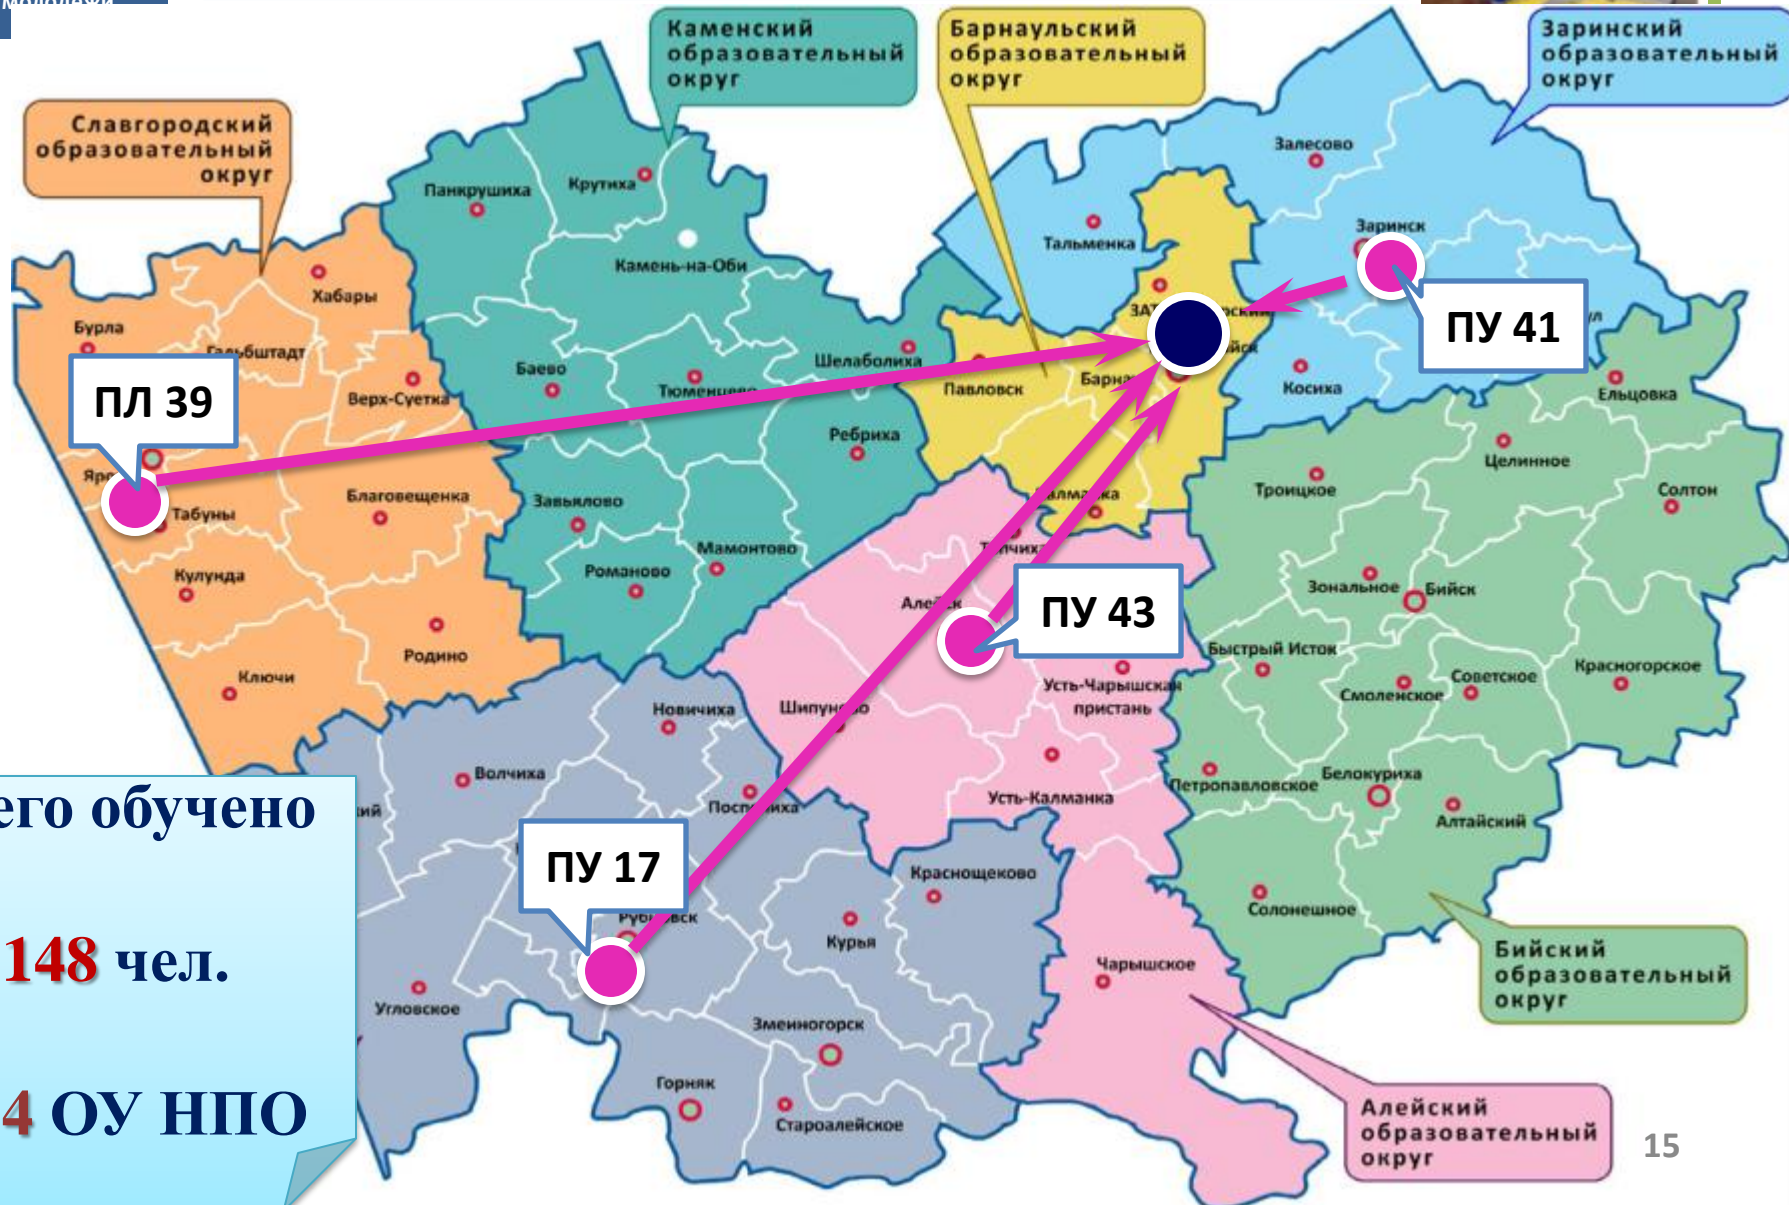 Каменский
образовательный
округ
Барнаульский
образовательный
округ
Заринский
образовательный
округ
Славгородский
образовательный
округ
Залесово
Панкрушиха
Крутиха
Заринск
Тальменка
Камень-на-Оби
Хабары
Бурла
ПУ 41
Гальбштадт
Шелаболиха
Баево
Тюменцево
Павловск
Косиха
Ельцовка
ПЛ 39
Верх-Суетка
Ребриха
Целинное
Троицкое
Солтон
Благовещенка
Завьялово
Табуны
Мамонтово
Романово
Кулунда
Зональное
Бийск
Алейск
ПУ 43
Быстрый Исток
Родино
Красногорское
Ключи
Усть-Чарышская
пристань
Смоленское
Советское
Новичиха
Шипуново
Волчиха
Белокуриха
Петропавловское
Усть-Калманка
Алтайский
обучено
ПУ 17
Краснощеково
Солонешное
Курья
148 чел.
Чарышское
Бийский
образовательный
округ
Угловское
Змеиногорск
Горняк
4 ОУ НПО
Староалейское
Алейский
образовательный
округ
15